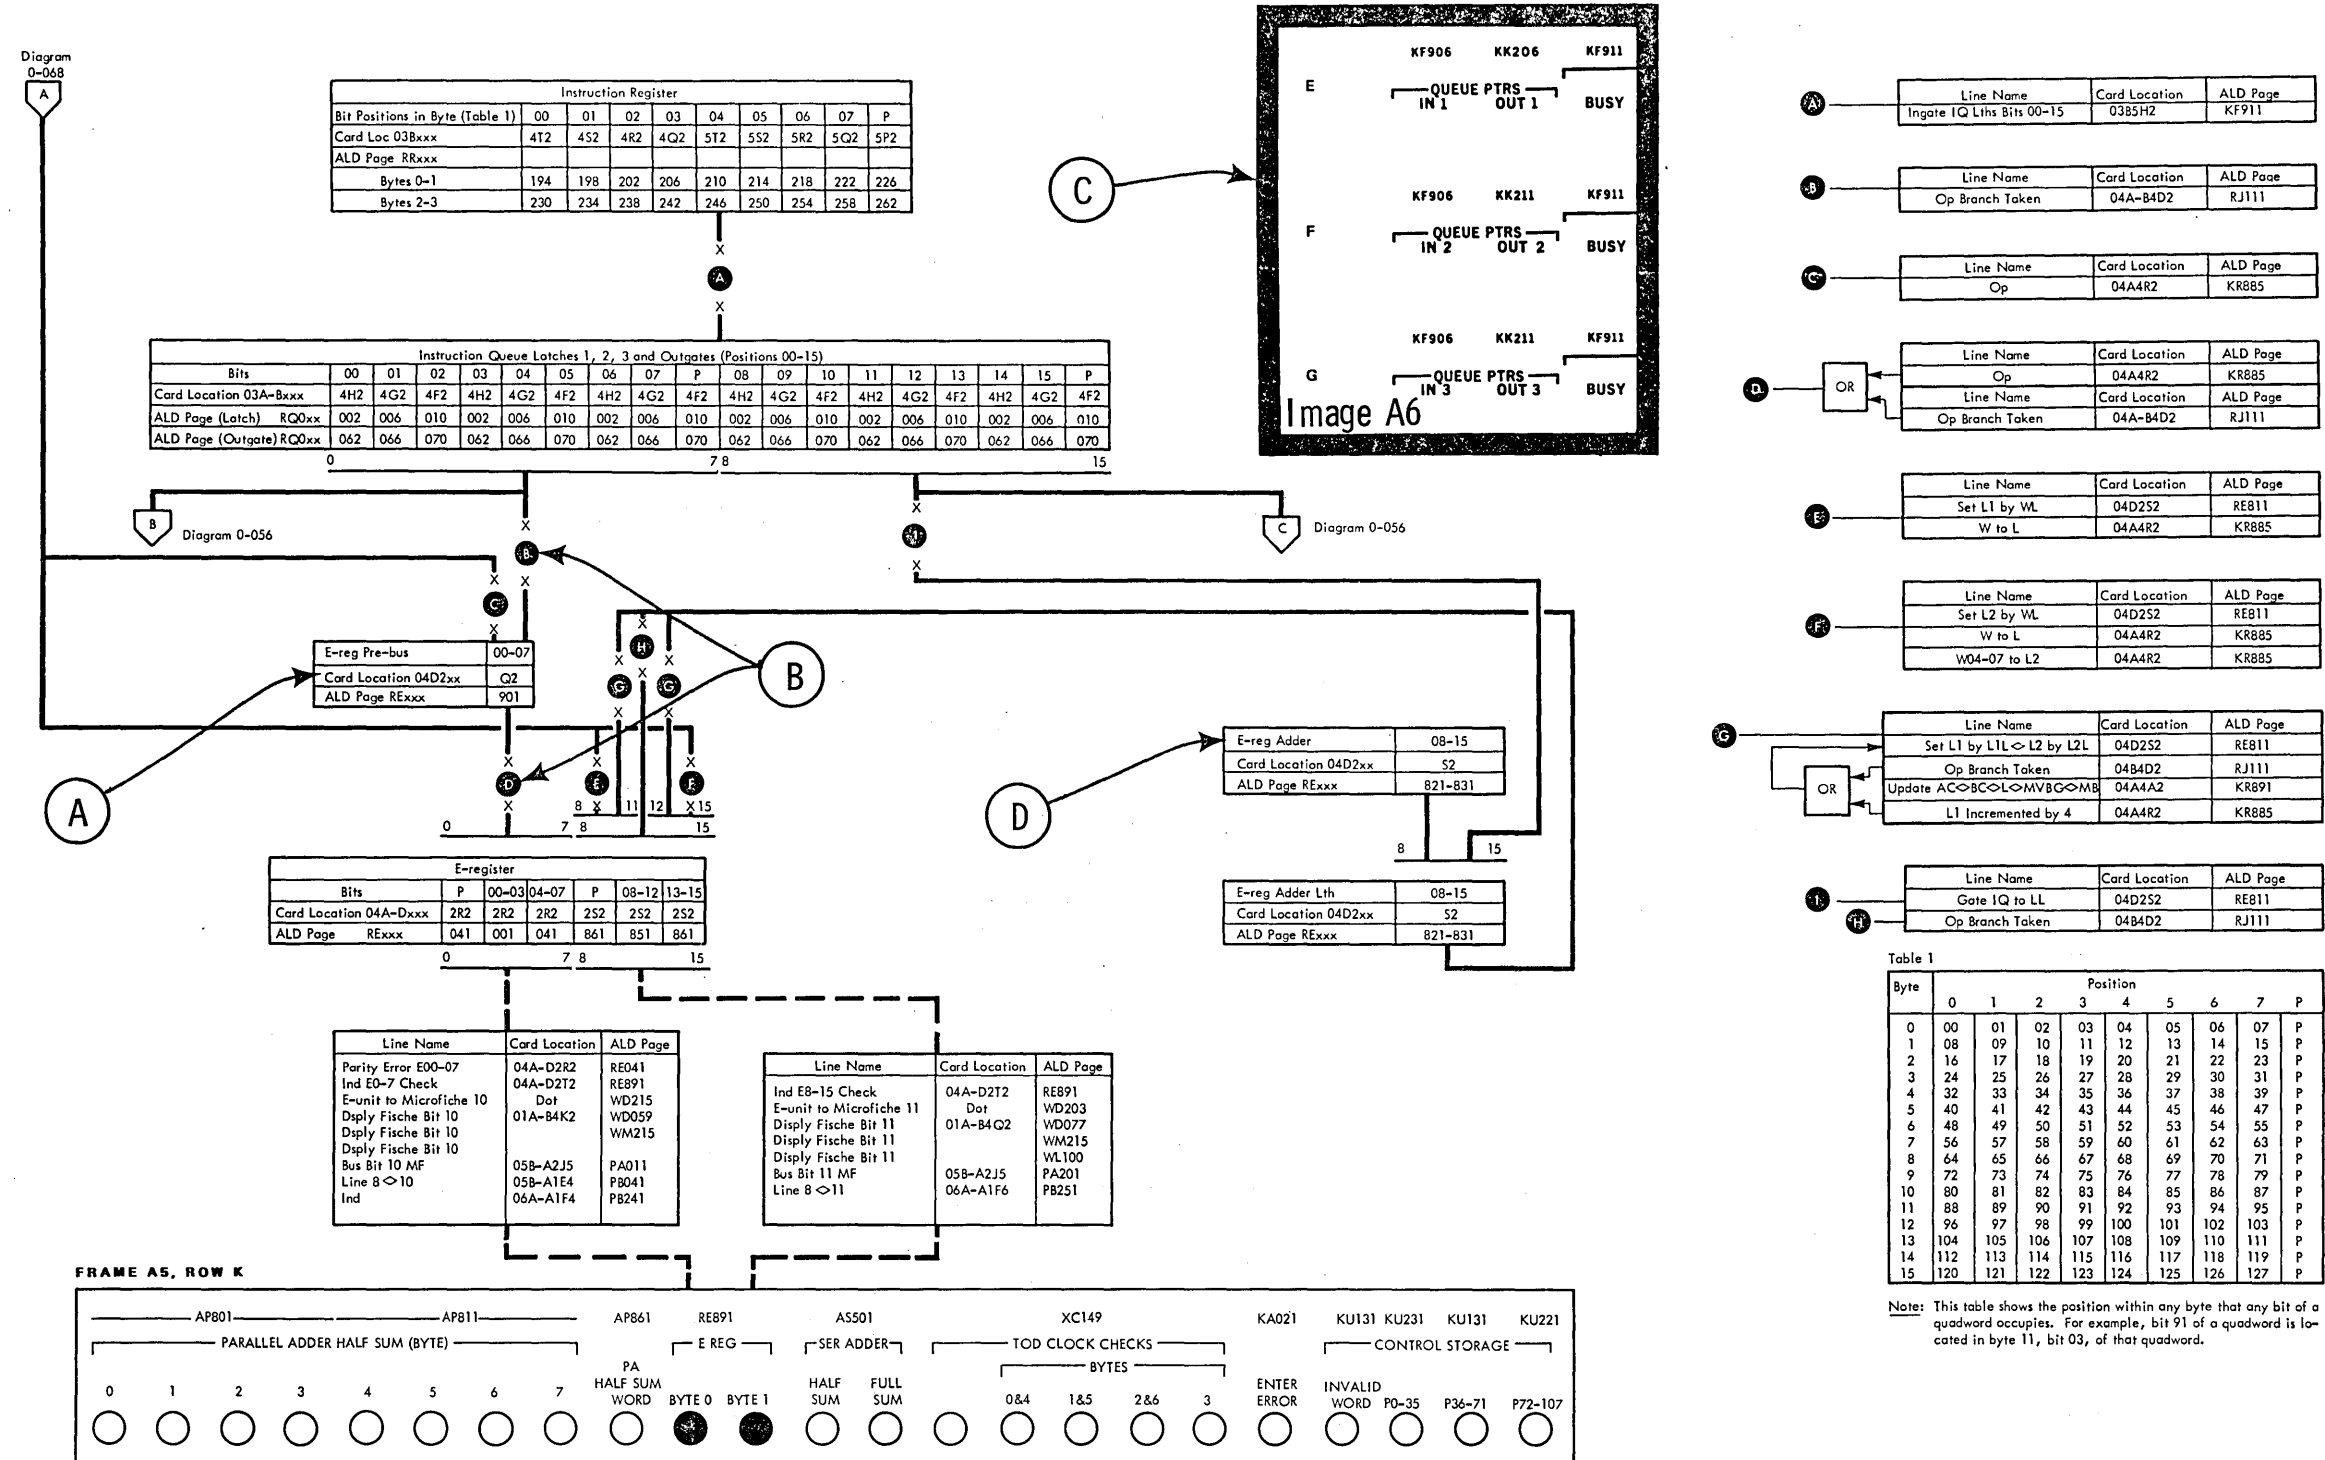 Diagram
0-068
A
Instruction Register
Bit Positions in Byte (Table 1) 00 01 02 03 04 05 06 07 P
Card Loc 03Bxxx 4T2 4S2 4R2 4Q2 5T2 5S2 5R2 5Q2 5P2
ALD Page RRxxx
Bytes 0-1 194 198 202 206 210 214 218 222 226
Bytes 2-3 230 234 238 242 246 250 254 258 262
X
A
X
Instruction Queue Latches 1, 2, 3 and Outgates (Positions 00-15)
Bits 00 01 02 03 04 05 06 07 P 08 09 10 11 12 13 14 15 P
Card Location 03A-Bxxx 4H2 4G2 4F2 4H2 4G2 4F2 4H2 4G2 4F2 4H2 4G2 4F2 4H2 4G2 4F2 4H2 4G2 4F2
ALD Page (Latch) RQ0xx 002 006 010 002 006 010 002 006 010 002 006 010 002 006 010 002 006 010
ALD Page (Outgate) RQ0xx 062 066 070 062 066 070 062 066 070 062 066 070 062 066 070 062 066 070
0 7 8 15
B Diagram 0-056
C Diagram 0-056
X
B
X
X
I
X
X
C
X
E-reg Pre-bus 00-07
Card Location 04D2xx Q2
ALD Page RExxx 901
X
H
X
X
G
X
X
G
X
A
B
X
D
X
X
E
X
X
F
X
8 11 12 15
0 7 8 15
E-register
Bits P 00-03 04-07 P 08-12 13-15
Card Location 04A-Dxxx 2R2 2R2 2R2 2S2 2S2 2S2
ALD Page RExxx 041 001 041 861 851 861
0 7 8 15
C
KF906 KK206 KF911
E QUEUE PTRS
IN 1 OUT 1 BUSY
KF906 KK211 KF911
F QUEUE PTRS
IN 2 OUT 2 BUSY
KF906 KK211 KF911
G QUEUE PTRS
IN 3 OUT 3 BUSY
Image A6
D
E-reg Adder 08-15
Card Location 04D2xx S2
ALD Page RExxx 821-831
8 15
E-reg Adder Lth 08-15
Card Location 04D2xx S2
ALD Page RExxx 821-831
Line Name Card Location ALD Page
Parity Error E00-07 04A-D2R2 RE041
Ind E0-7 Check 04A-D2T2 RE891
E-unit to Microfiche 10 Dot WD215
Dsply Fische Bit 10 01A-B4K2 WD059
Dsply Fische Bit 10 WM215
Dsply Fische Bit 10
Bus Bit 10 MF 05B-A2J5 PA011
Line 8<>10 05B-A1E4 PB041
Ind 06A-A1F4 PB241
Line Name Card Location ALD Page
Ind E8-15 Check 04A-D2T2 RE891
E-unit to Microfiche 11 Dot WD203
Disply Fische Bit 11 01A-B4Q2 WD077
Disply Fische Bit 11 WM215
Disply Fische Bit 11 WL100
Bus Bit 11 MF 05B-A2J5 PA201
Line 8<>11 06A-A1F6 PB251
A
Line Name Card Location ALD Page
Ingate IQ Lths Bits 00-15 03B5H2 KF911
B
Line Name Card Location ALD Page
Op Branch Taken 04A-B4D2 RJ111
C
Line Name Card Location ALD Page
Op 04A4R2 KR885
D OR
Line Name Card Location ALD Page
Op 04A4R2 KR885
Line Name Card Location ALD Page
Op Branch Taken 04A-B4D2 RJ111
E
Line Name Card Location ALD Page
Set L1 by WL 04D2S2 RE811
W to L 04A4R2 KR885
F
Line Name Card Location ALD Page
Set L2 by WL 04D2S2 RE811
W to L 04A4R2 KR885
W04-07 to L2 04A4R2 KR885
G OR
Line Name Card Location ALD Page
Set L1 by L1L<>L2 by L2L 04D2S2 RE811
Op Branch Taken 04B4D2 RJ111
Update AC<>BC<>L<>MVBG<>MB 04A4A2 KR891
L1 Incremented by 4 04A4R2 KR885
Line Name Card Location ALD Page
I Gate IQ to LL 04D2S2 RE811
H Op Branch Taken 04B4D2 RJ111
Table 1
Byte Position
0 1 2 3 4 5 6 7 P
0 00 01 02 03 04 05 06 07 P
1 08 09 10 11 12 13 14 15 P
2 16 17 18 19 20 21 22 23 P
3 24 25 26 27 28 29 30 31 P
4 32 33 34 35 36 37 38 39 P
5 40 41 42 43 44 45 46 47 P
6 48 49 50 51 52 53 54 55 P
7 56 57 58 59 60 61 62 63 P
8 64 65 66 67 68 69 70 71 P
9 72 73 74 75 76 77 78 79 P
10 80 81 82 83 84 85 86 87 P
11 88 89 90 91 92 93 94 95 P
12 96 97 98 99 100 101 102 103 P
13 104 105 106 107 108 109 110 111 P
14 112 113 114 115 116 117 118 119 P
15 120 121 122 123 124 125 126 127 P
Note: This table shows the position within any byte that any bit of a
quadword occupies. For example, bit 91 of a quadword is lo-
cated in byte 11, bit 03, of that quadword.
FRAME A5, ROW K
AP801 AP811 AP861 RE891 AS501 XC149 KA021 KU131 KU231 KU131 KU221
PARALLEL ADDER HALF SUM (BYTE) E REG SER ADDER TOD CLOCK CHECKS CONTROL STORAGE
BYTES
0 1 2 3 4 5 6 7
PA
HALF SUM
WORD
BYTE 0 BYTE 1
HALF
SUM
FULL
SUM
0&4 1&5 2&6 3
ENTER
ERROR
INVALID
WORD
P0-35 P36-71 P72-107